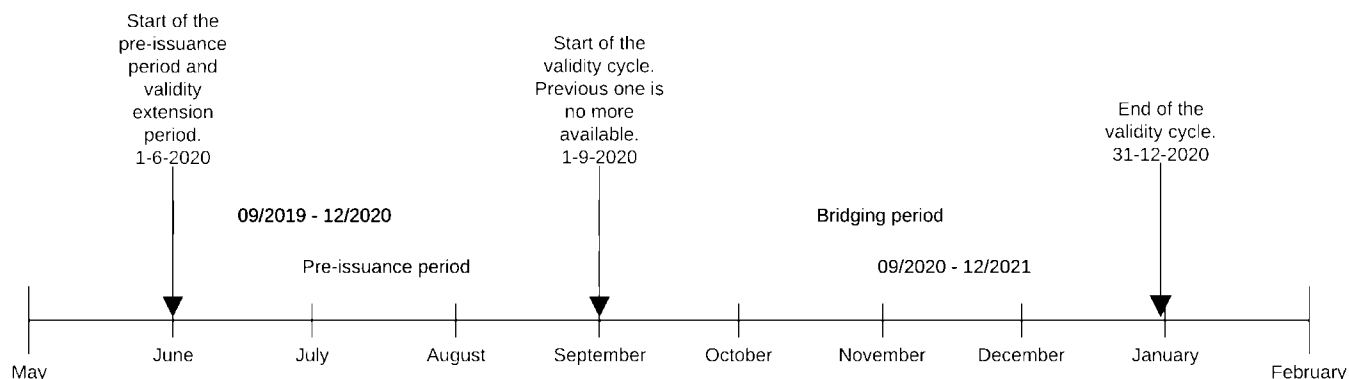 Start of the
pre-issuance
period and
validity
extension
period.
1-6-2020
Start of the
validity cycle.
Previous one is
no more
available.
1-9-2020
End of the
validity cycle.
31-12-2020
09/2019 - 12/2020
Bridging period
Pre-issuance period
09/2020 - 12/2021
May
June
July
August
September
October
November
December
January
February